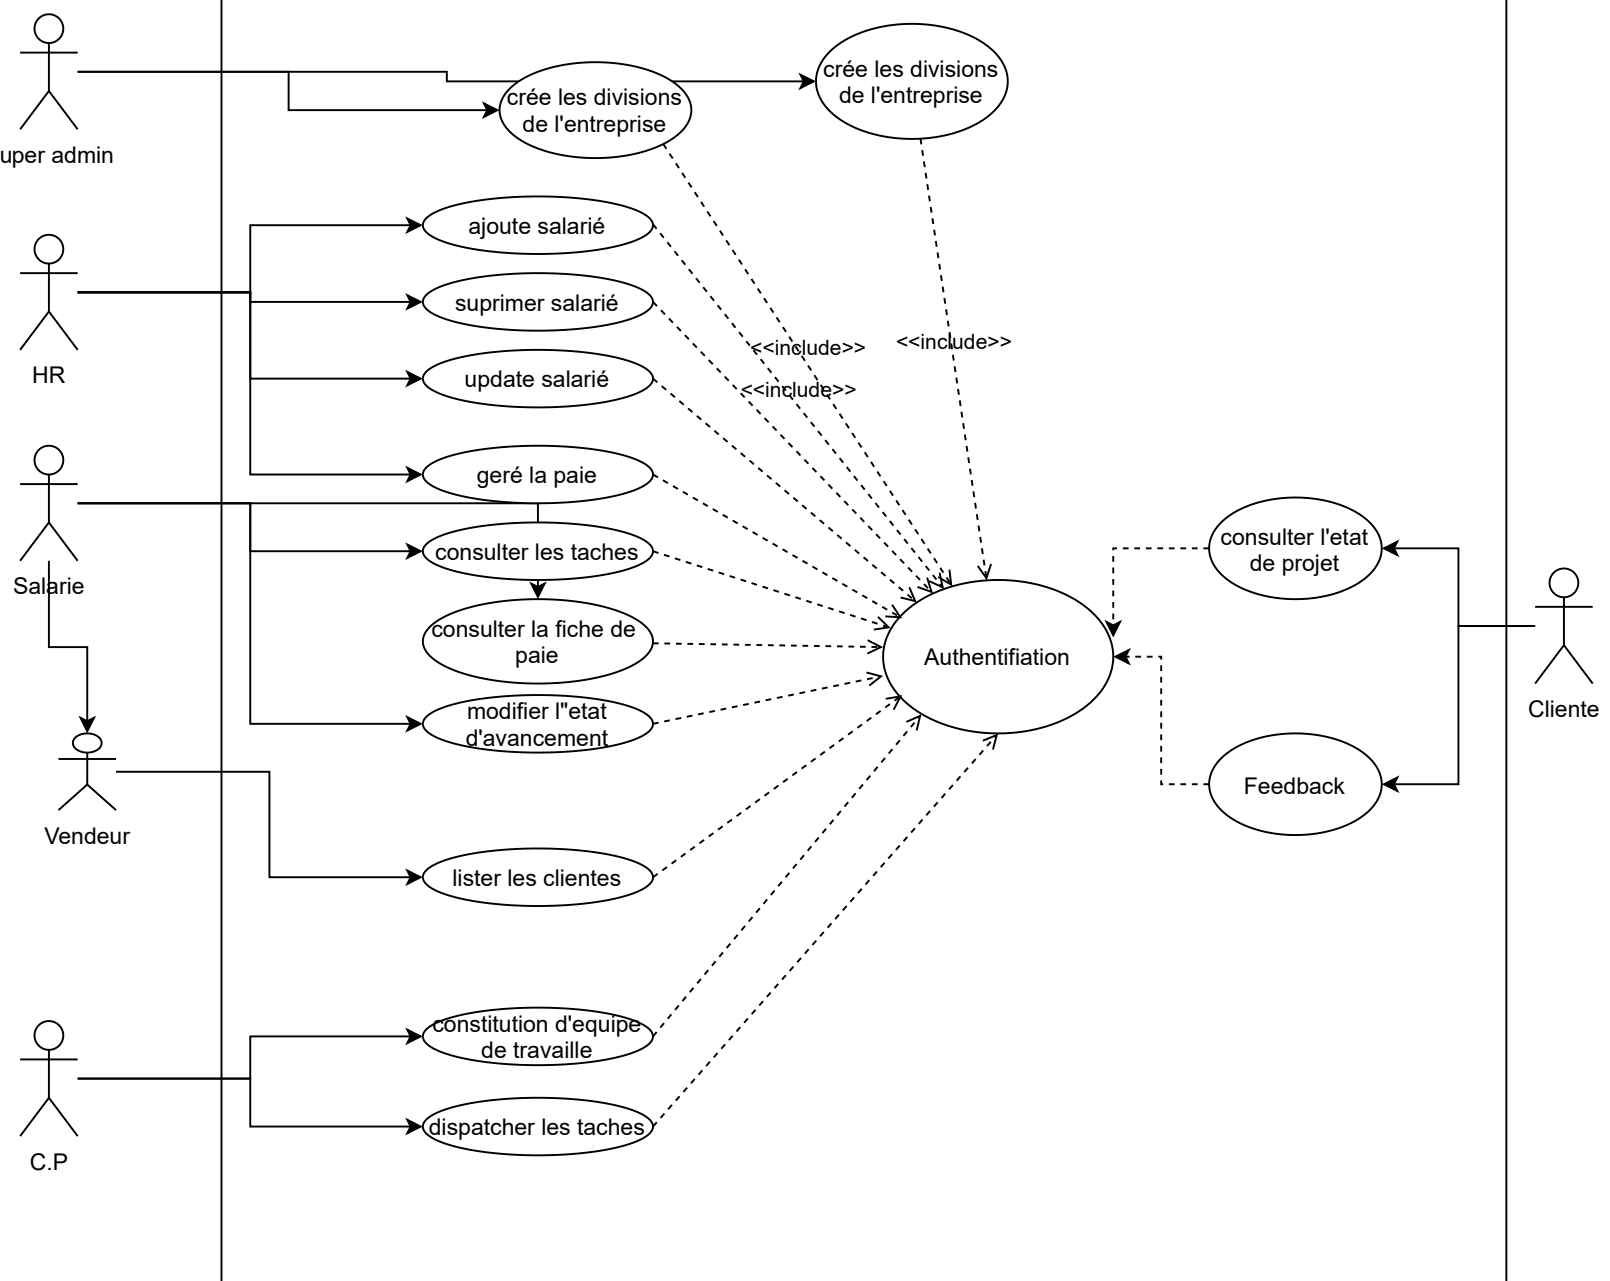 crée les divisions
de l'entreprise
crée les divisions
de l'entreprise
uper admin
ajoute salarié
suprimer salarié
HR
update salarié
<<include>>
<<include>>
<<include>>
geré la paie
consulter les taches
Salarie
consulter la fiche de
paie
modifier l"etat
d'avancement
Authentifiation
consulter l'etat
de projet
Cliente
Feedback
Vendeur
lister les clientes
constitution d'equipe
de travaille
dispatcher les taches
C.P